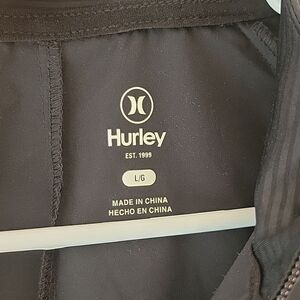 Hurley
EST. 1999
L/G
MADE IN CHINA
HECHO EN CHINA